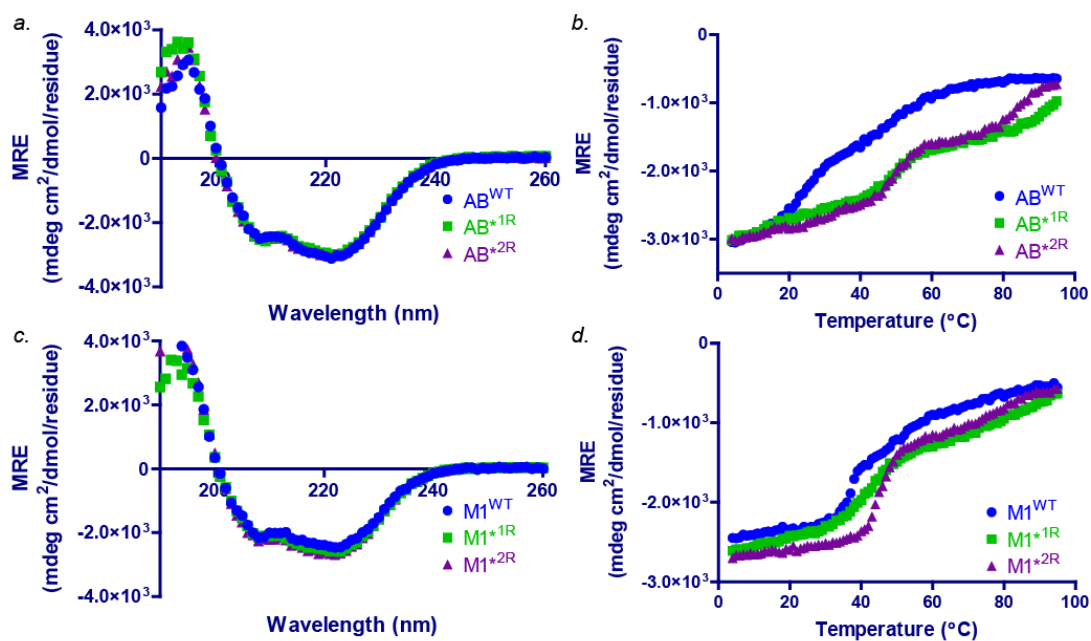 a.
MRE
(mdeg cm²/dmol/residue)
4.0×10³
2.0×10³
0
-2.0×10³
-4.0×10³
200
220
240
260
AB^WT
AB*^1R
AB*^2R
Wavelength (nm)
b.
MRE
(mdeg cm²/dmol/residue)
0
-1.0×10³
-2.0×10³
-3.0×10³
0
20
40
60
80
100
AB^WT
AB*^1R
AB*^2R
Temperature (°C)
c.
MRE
(mdeg cm²/dmol/residue)
4.0×10³
2.0×10³
0
-2.0×10³
-4.0×10³
200
220
240
260
M1^WT
M1*^1R
M1*^2R
Wavelength (nm)
d.
MRE
(mdeg cm²/dmol/residue)
0
-1.0×10³
-2.0×10³
-3.0×10³
0
20
40
60
80
100
M1^WT
M1*^1R
M1*^2R
Temperature (°C)